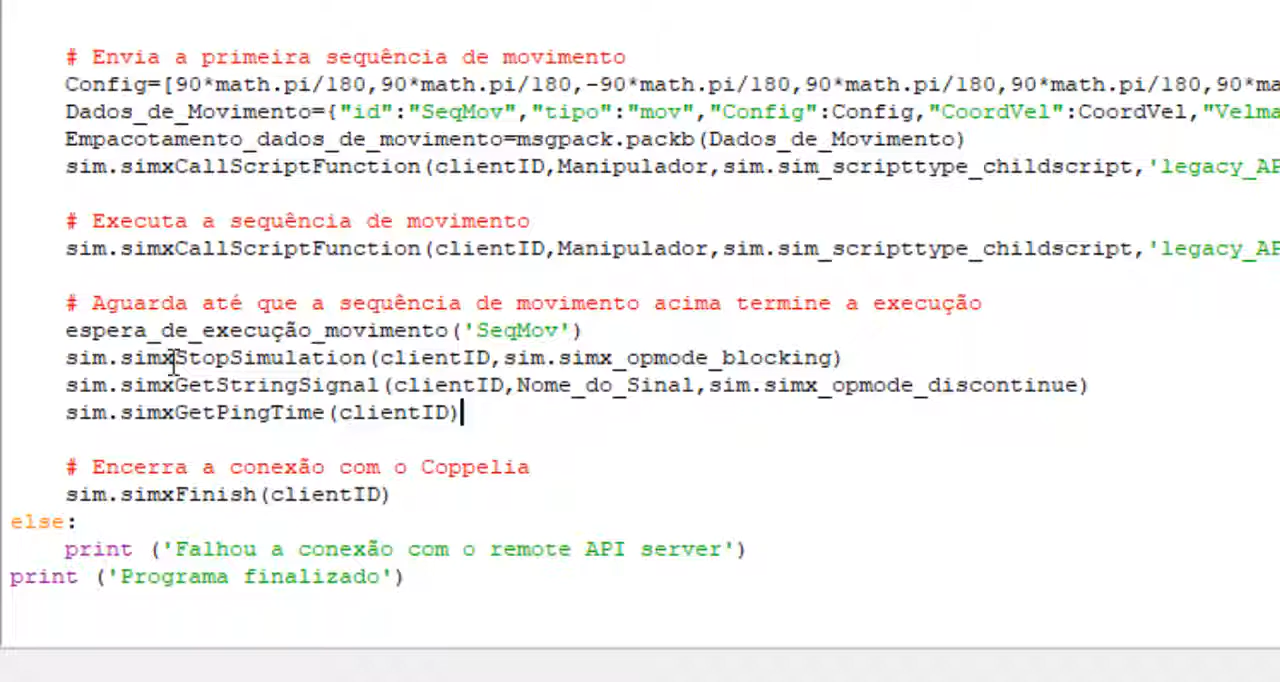 # Envia a primeira sequência de movimento
Config=[90*math.pi/180,90*math.pi/180,-90*math.pi/180,90*math.pi/180,90*math.pi/180,90*ma
Dados_de_Movimento={"id":"SeqMov","tipo":"mov","Config":Config,"CoordVel":CoordVel,"Velma
Empacotamento_dados_de_movimento=msgpack.packb(Dados_de_Movimento)
sim.simxCallScriptFunction(clientID,Manipulador,sim.sim_scripttype_childscript,'legacy_AP
# Executa a sequência de movimento
sim.simxCallScriptFunction(clientID,Manipulador,sim.sim_scripttype_childscript,'legacy_AP
# Aguarda até que a sequência de movimento acima termine a execução
espera_de_execução_movimento('SeqMov')
sim.simxStopSimulation(clientID,sim.simx_opmode_blocking)
sim.simxGetStringSignal(clientID,Nome_do_Sinal,sim.simx_opmode_discontinue)
sim.simxGetPingTime(clientID)
# Encerra a conexão com o Coppelia
sim.simxFinish(clientID)
else:
print ('Falhou a conexão com o remote API server')
print ('Programa finalizado')